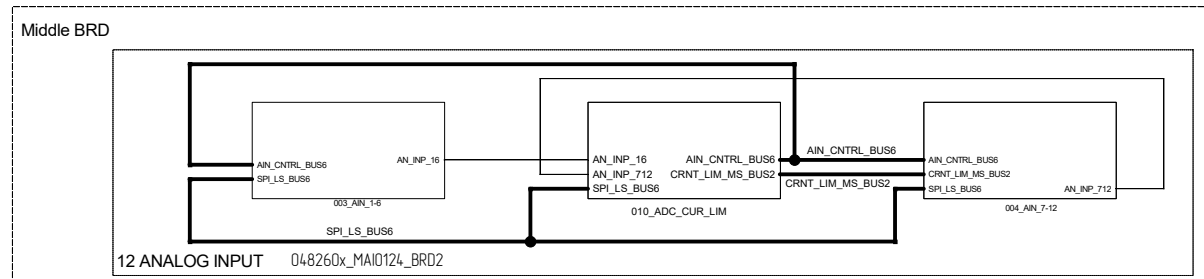 Middle BRD
AIN_CNTRL_BUS6
SPI_LS_BUS6
AN_INP_16
003_AIN_1-6
AN_INP_16
AN_INP_712
SPI_LS_BUS6
AIN_CNTRL_BUS6
CRNT_LIM_MS_BUS2
010_ADC_CUR_LIM
AIN_CNTRL_BUS6
CRNT_LIM_MS_BUS2
AIN_CNTRL_BUS6
CRNT_LIM_MS_BUS2
SPI_LS_BUS6
AN_INP_712
004_AIN_7-12
SPI_LS_BUS6
12 ANALOG INPUT 048260x_MAI0124_BRD2